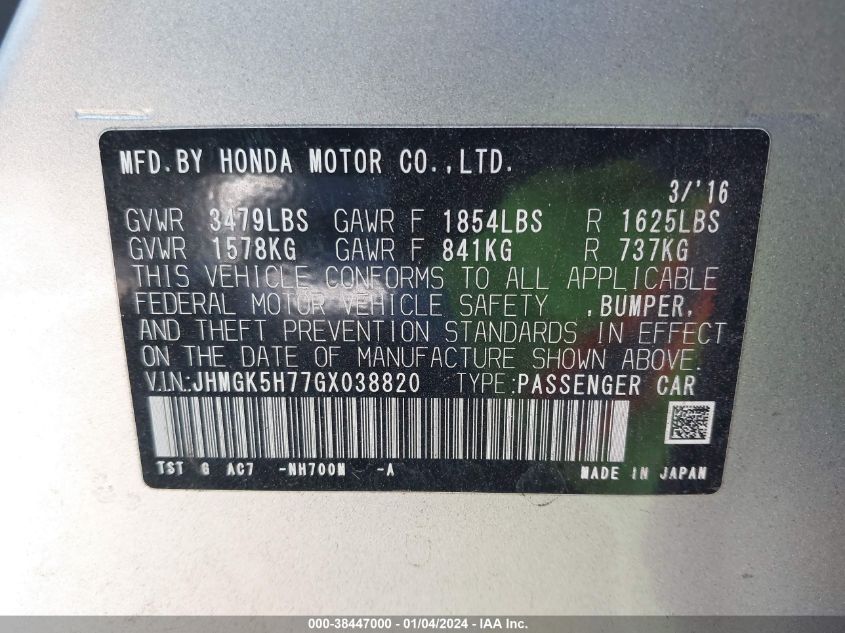 MFD.BY HONDA MOTOR CO.,LTD.
3/'16
GVWR 3479LBS GAWR F 1854LBS R 1625LBS
GVWR 1578KG GAWR F 841KG R 737KG
THIS VEHICLE CONFORMS TO ALL APPLICABLE
FEDERAL MOTOR VEHICLE SAFETY ,BUMPER,
AND THEFT PREVENTION STANDARDS IN EFFECT
ON THE DATE OF MANUFACTURE SHOWN ABOVE.
V.I.N.:JHMGK5H77GX038820 TYPE:PASSENGER CAR
TST G AC7 -NH700M -A MADE IN JAPAN
000-38447000 - 01/04/2024 - IAA Inc.